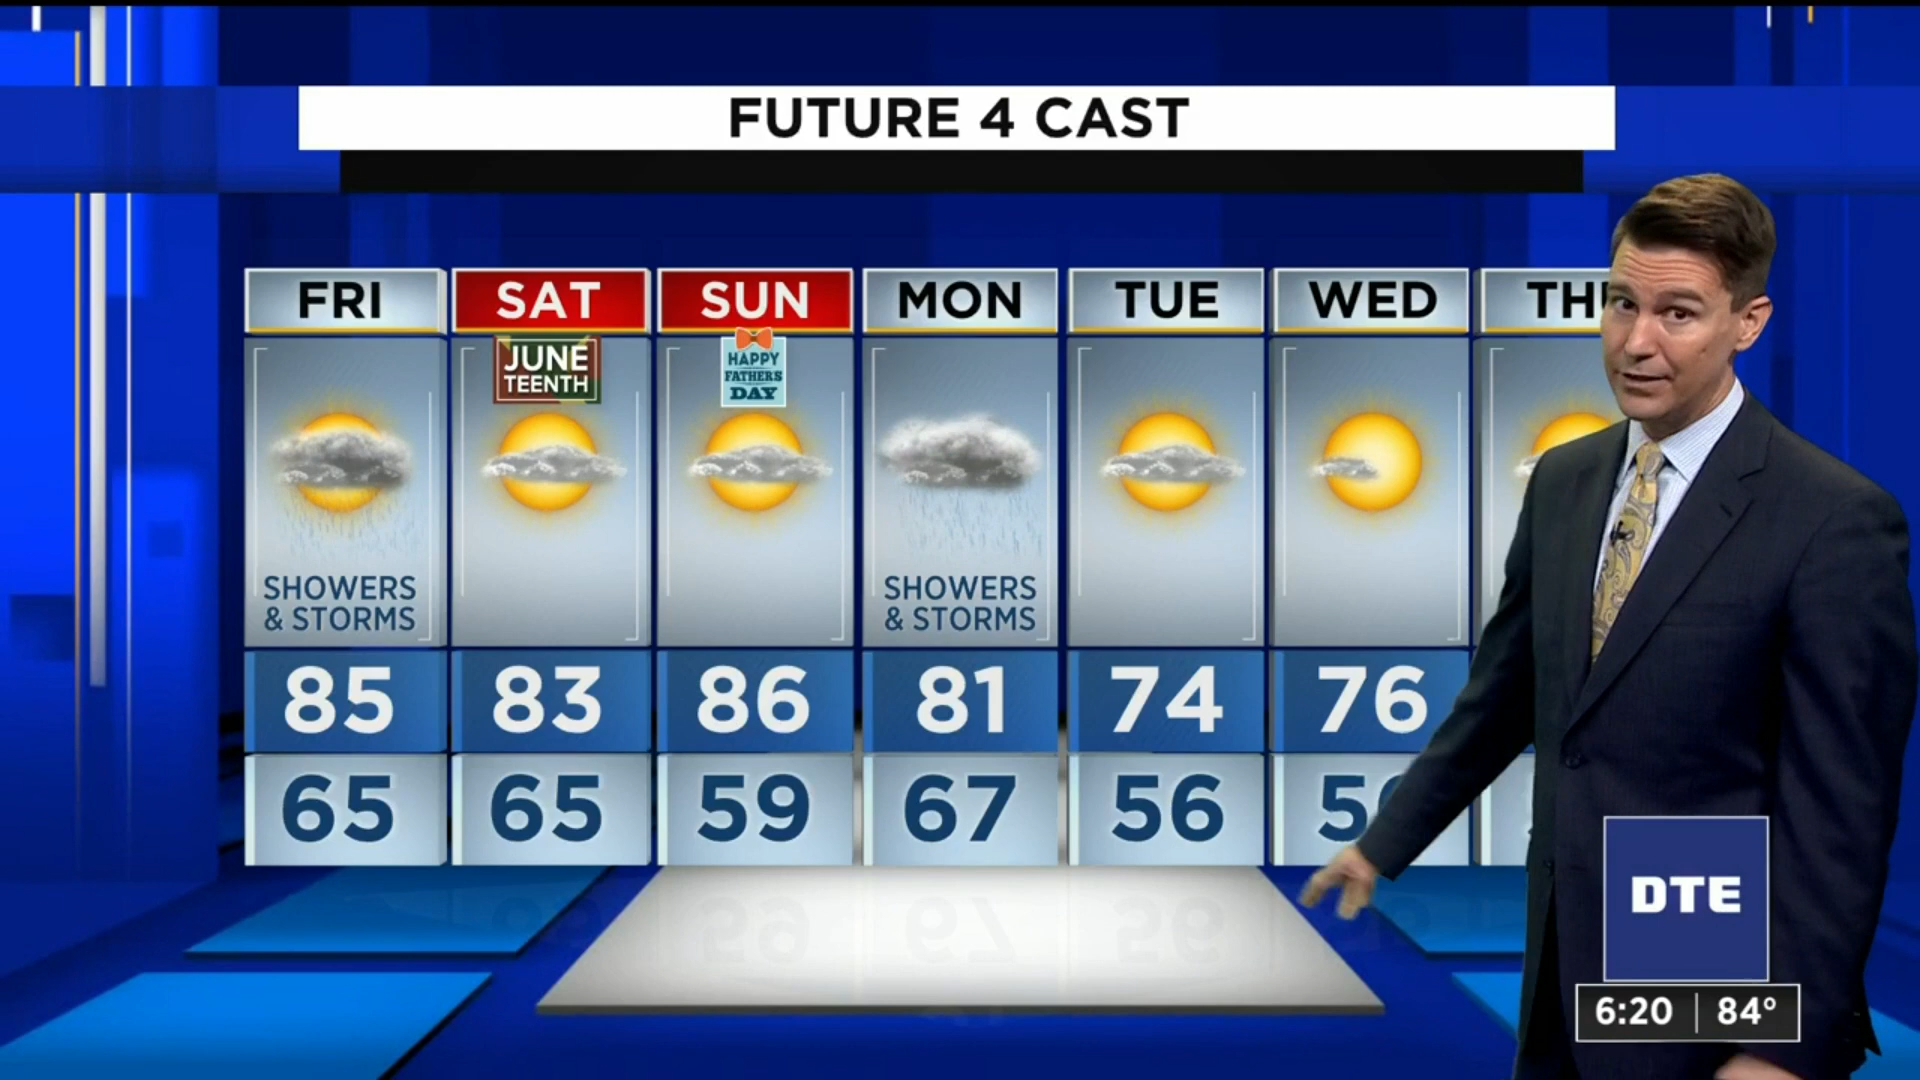 FUTURE 4 CAST
FRI
SAT
SUN
MON
TUE
WED
JUNE
TEENTH
HAPPY
FATHERS
DAY
SHOWERS
& STORMS
SHOWERS
& STORMS
85
83
86
81
74
76
65
65
59
67
56
DTE
6:20
84°